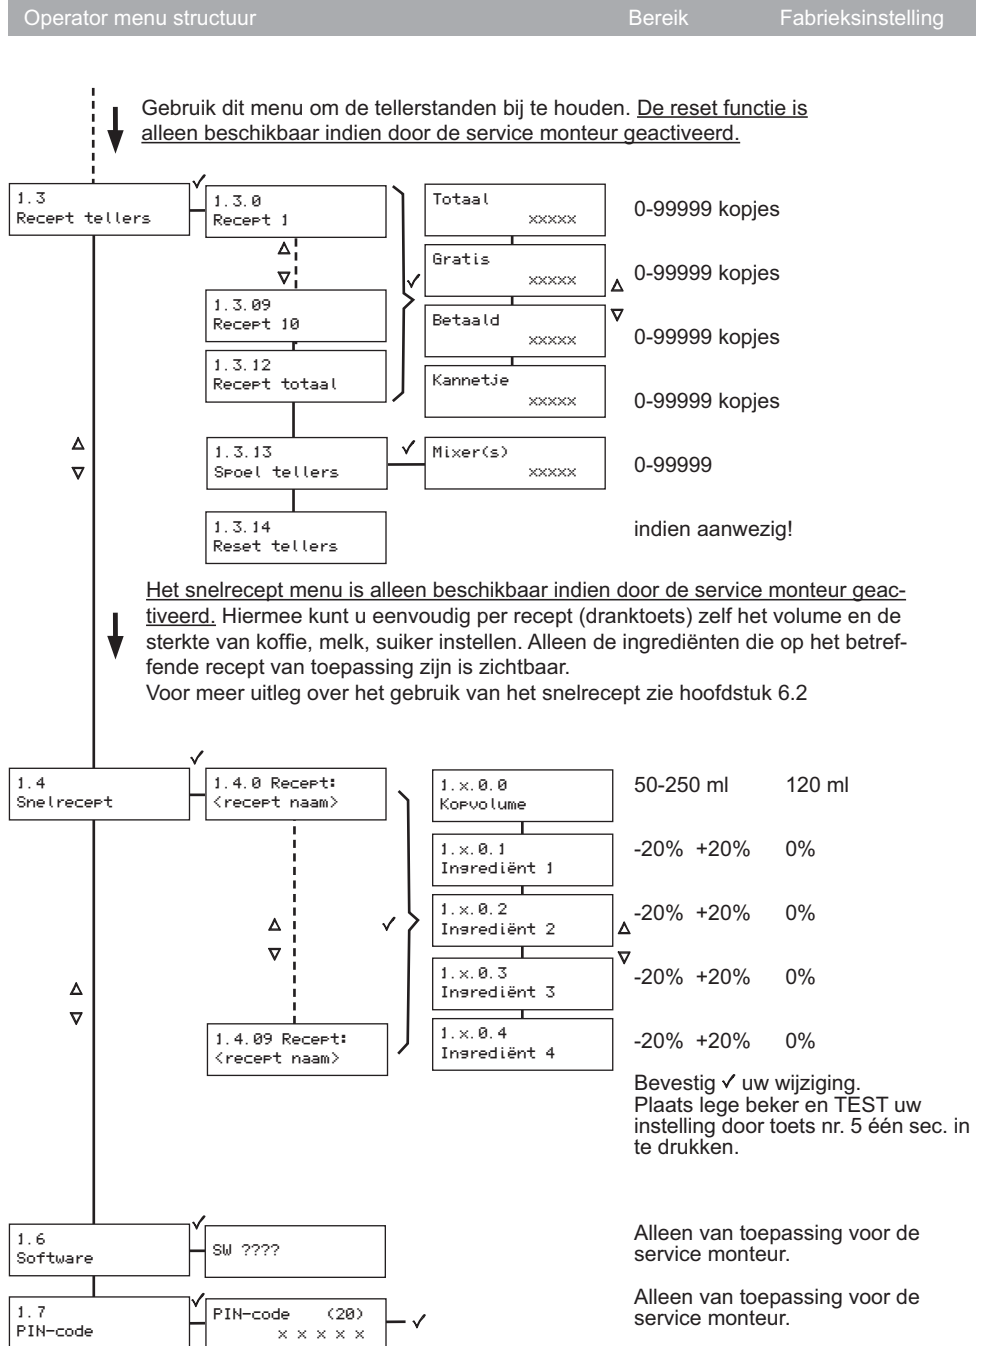 Operator menu structuur Bereik Fabrieksinstelling
Gebruik dit menu om de tellerstanden bij te houden. De reset functie is
alleen beschikbaar indien door de service monteur geactiveerd.
1.3
Recept tellers
1.3.0
Recept 1
1.3.09
Recept 10
1.3.12
Recept totaal
1.3.13
Spoel tellers
1.3.14
Reset tellers
Totaal
xxxxx
0-99999 kopjes
Gratis
xxxxx
0-99999 kopjes
Betaald
xxxxx
0-99999 kopjes
Kannetje
xxxxx
0-99999 kopjes
Mixer(s)
xxxxx
0-99999
indien aanwezig!
Het snelrecept menu is alleen beschikbaar indien door de service monteur geac-
tiveerd. Hiermee kunt u eenvoudig per recept (dranktoets) zelf het volume en de
sterkte van koffie, melk, suiker instellen. Alleen de ingrediënten die op het betref-
fende recept van toepassing zijn is zichtbaar.
Voor meer uitleg over het gebruik van het snelrecept zie hoofdstuk 6.2
1.4
Snelrecept
1.4.0 Recept:
<recept naam>
1.4.09 Recept:
<recept naam>
1.x.0.0
Kopvolume
50-250 ml 120 ml
1.x.0.1
Ingrediënt 1
-20% +20% 0%
1.x.0.2
Ingrediënt 2
-20% +20% 0%
1.x.0.3
Ingrediënt 3
-20% +20% 0%
1.x.0.4
Ingrediënt 4
-20% +20% 0%
Bevestig ✓ uw wijziging.
Plaats lege beker en TEST uw
instelling door toets nr. 5 één sec. in
te drukken.
1.6
Software
SW ????
Alleen van toepassing voor de
service monteur.
1.7
PIN-code
PIN-code (20)
x x x x x
Alleen van toepassing voor de
service monteur.